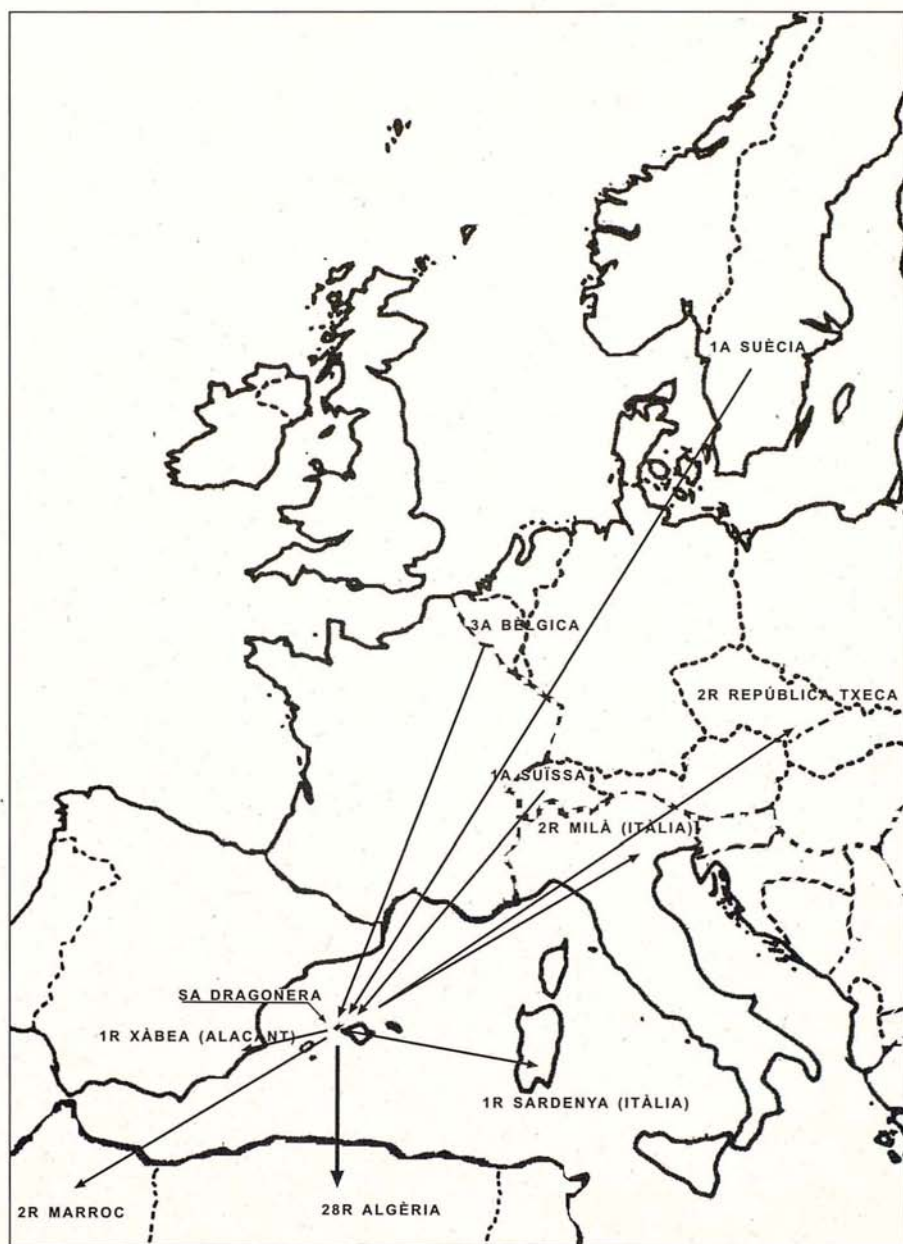 1A SUÈCIA
3A BÈLGICA
2R REPÚBLICA TXECA
1A SUÏSSA
2R MILÀ (ITÀLIA)
SA DRAGONERA
1R XÀBEA (ALACANT)
1R SARDENYA (ITÀLIA)
2R MARROC
28R ALGÈRIA